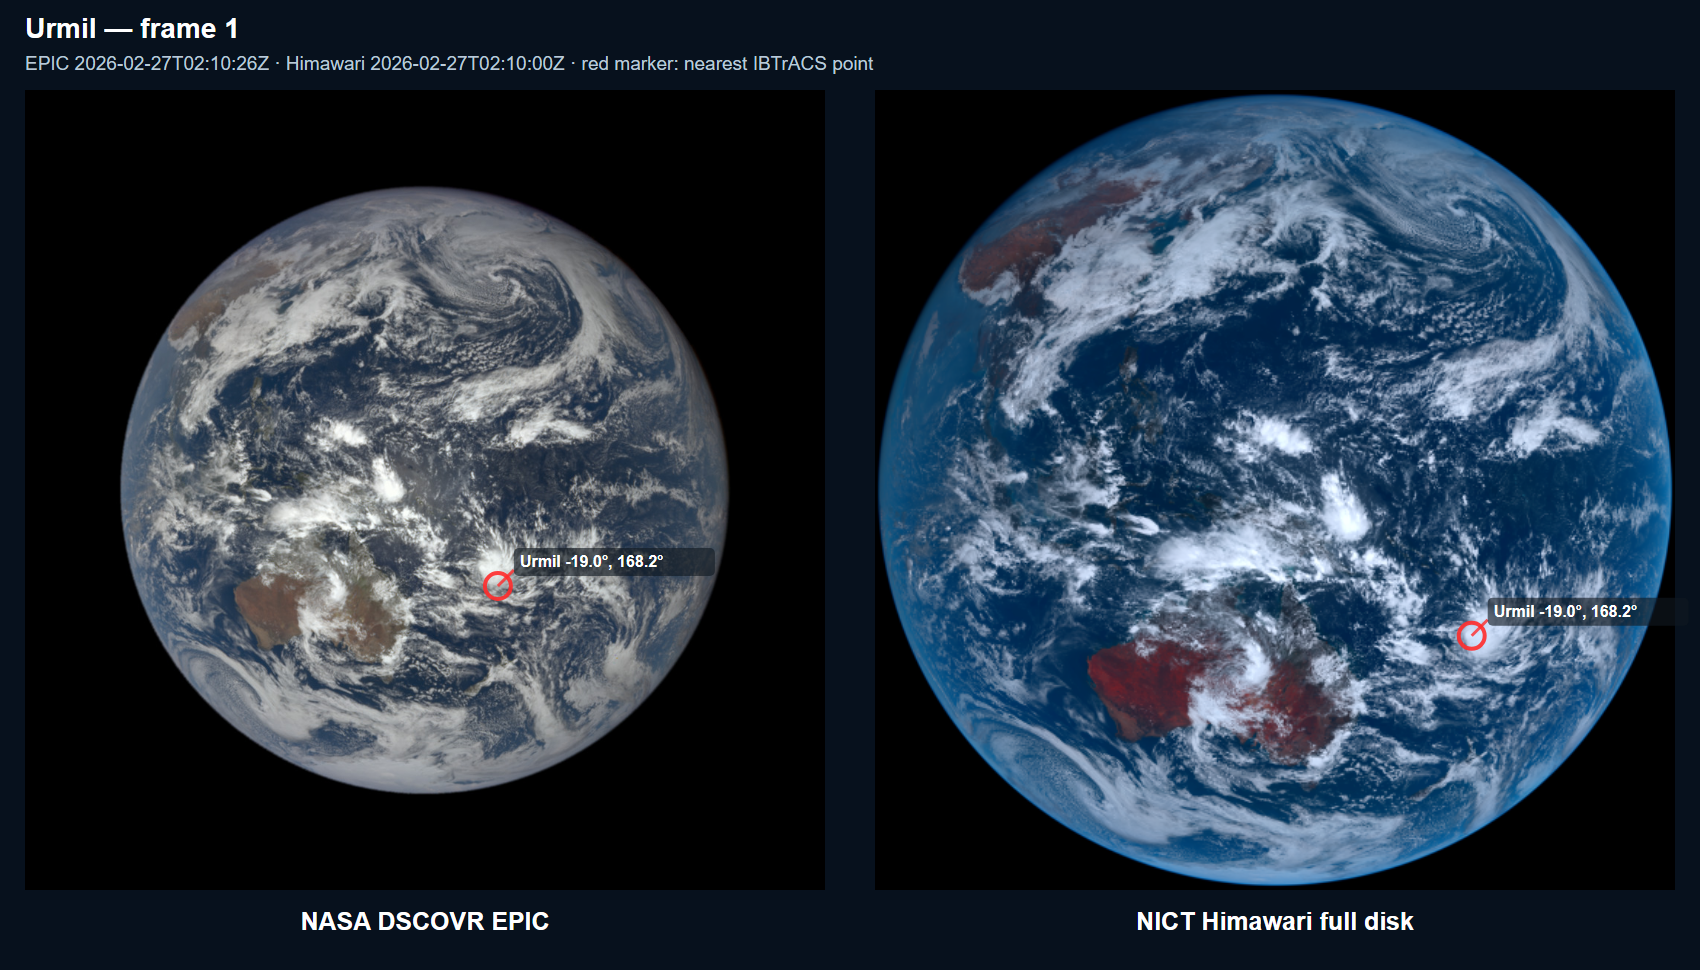 Urmil — frame 1
EPIC 2026-02-27T02:10:26Z · Himawari 2026-02-27T02:10:00Z · red marker: nearest IBTrACS point
Urmil -19.0°, 168.2°
Urmil -19.0°, 168.2°
NASA DSCOVR EPIC
NICT Himawari full disk